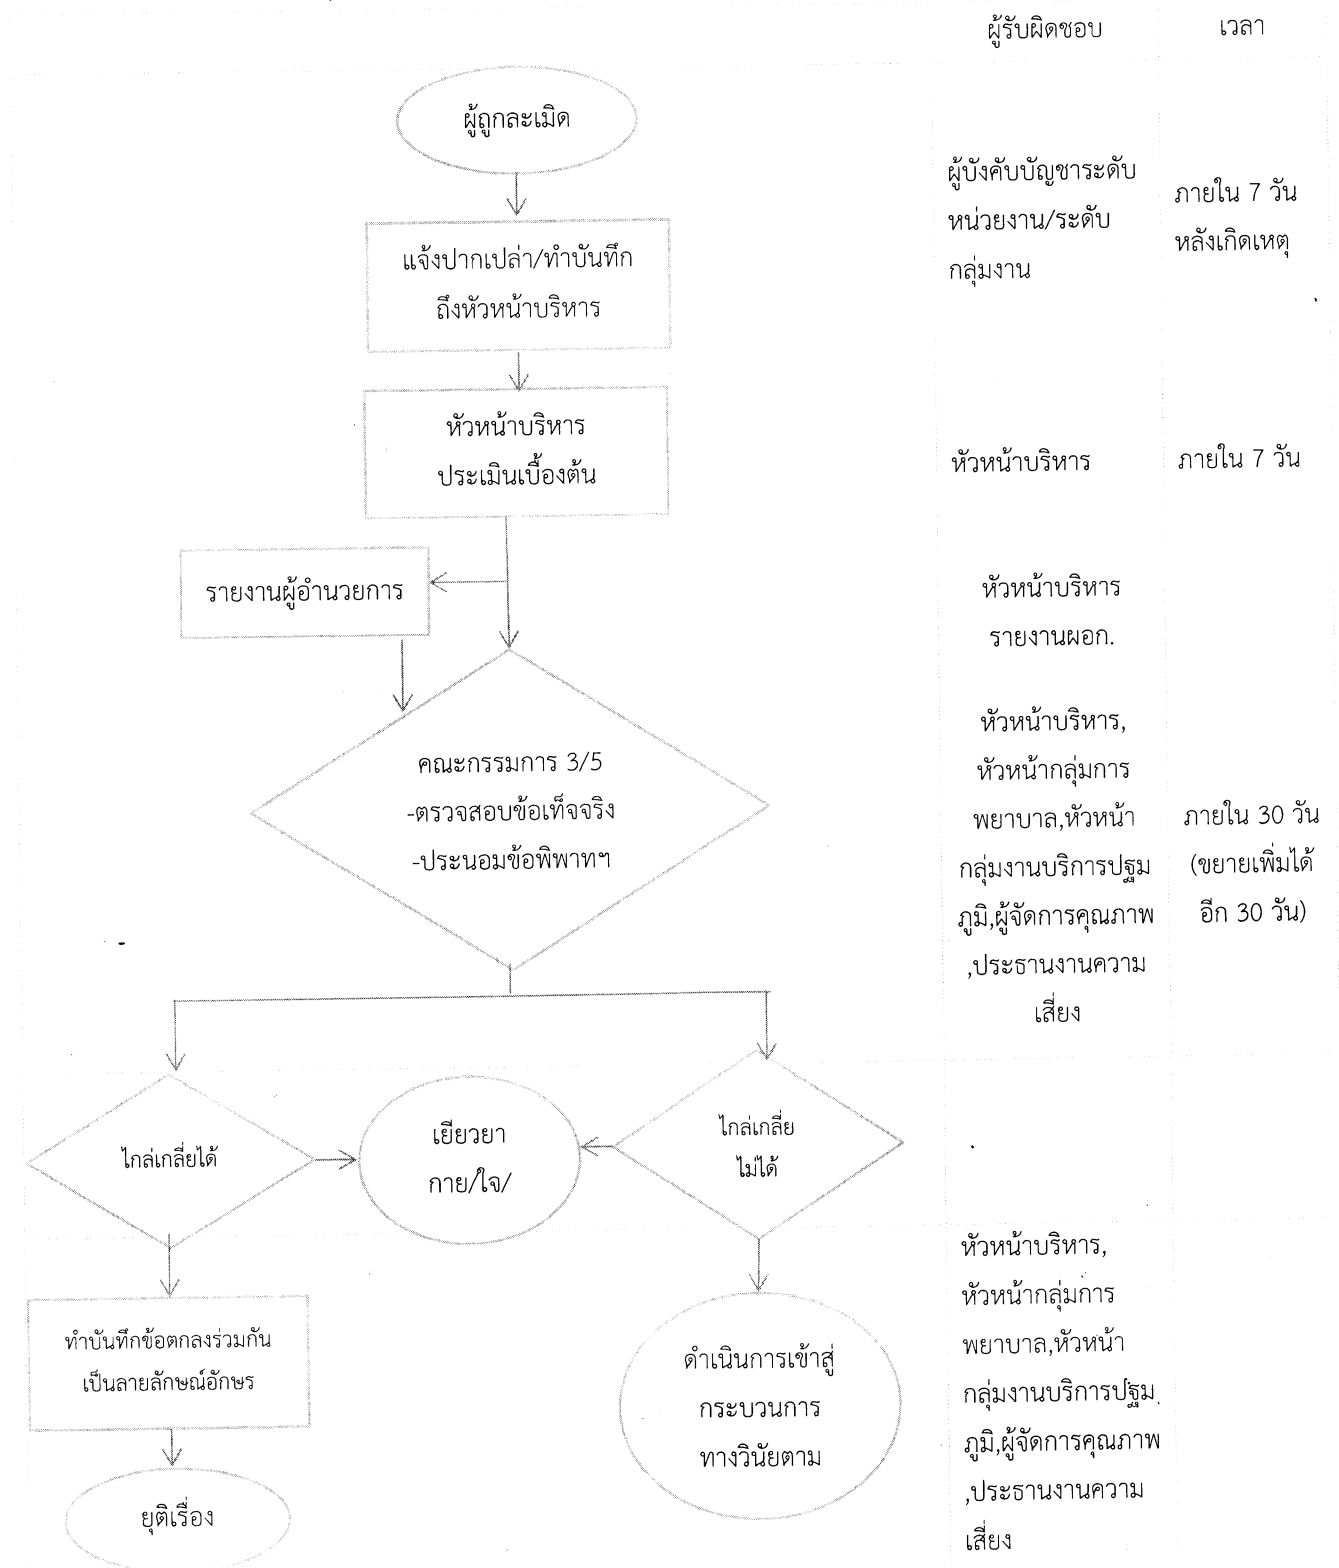 ผู้รับผิดชอบ
เวลา
ผู้ถูกละเมิด
ผู้บังคับบัญชาระดับ
หน่วยงาน/ระดับ
กลุ่มงาน
ภายใน 7 วัน
หลังเกิดเหตุ
แจ้งปากเปล่า/ทำบันทึก
ถึงหัวหน้าบริหาร
หัวหน้าบริหาร
ประเมินเบื้องต้น
หัวหน้าบริหาร
ภายใน 7 วัน
รายงานผู้อำนวยการ
หัวหน้าบริหาร
รายงานผอก.
คณะกรรมการ 3/5
-ตรวจสอบข้อเท็จจริง
-ประนอมข้อพิพาทฯ
หัวหน้าบริหาร,
หัวหน้ากลุ่มการ
พยาบาล,หัวหน้า
กลุ่มงานบริการปฐม
ภูมิ,ผู้จัดการคุณภาพ
,ประธานงานความ
เสี่ยง
ภายใน 30 วัน
(ขยายเพิ่มได้
อีก 30 วัน)
ไกล่เกลี่ยได้
เยียวยา
กาย/ใจ/
ไกล่เกลี่ย
ไม่ได้
ทำบันทึกข้อตกลงร่วมกัน
เป็นลายลักษณ์อักษร
ดำเนินการเข้าสู่
กระบวนการ
ทางวินัยตาม
หัวหน้าบริหาร,
หัวหน้ากลุ่มการ
พยาบาล,หัวหน้า
กลุ่มงานบริการปฐม
ภูมิ,ผู้จัดการคุณภาพ
,ประธานงานความ
เสี่ยง
ยุติเรื่อง